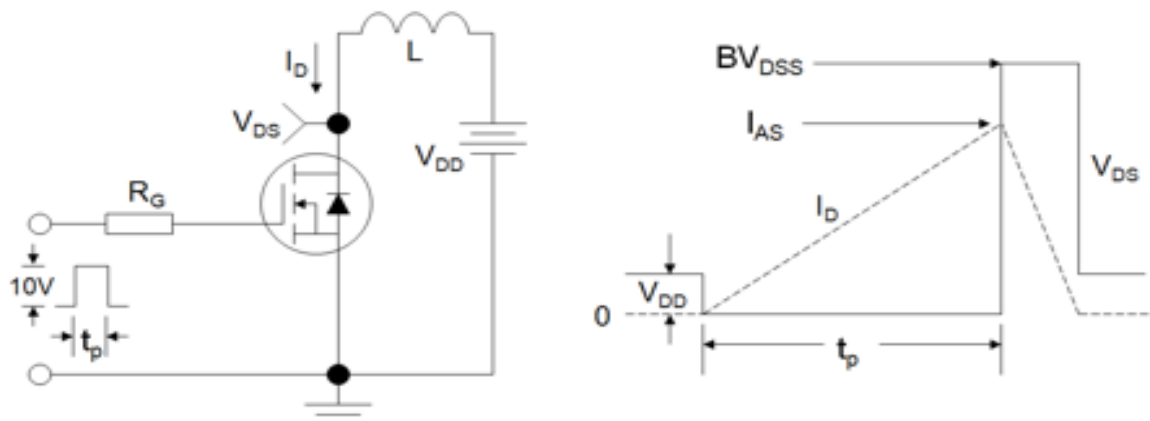 L
I_D
V_DS
V_DD
R_G
10V
t_p
BV_DSS
I_AS
V_DS
I_D
V_DD
0
t_p